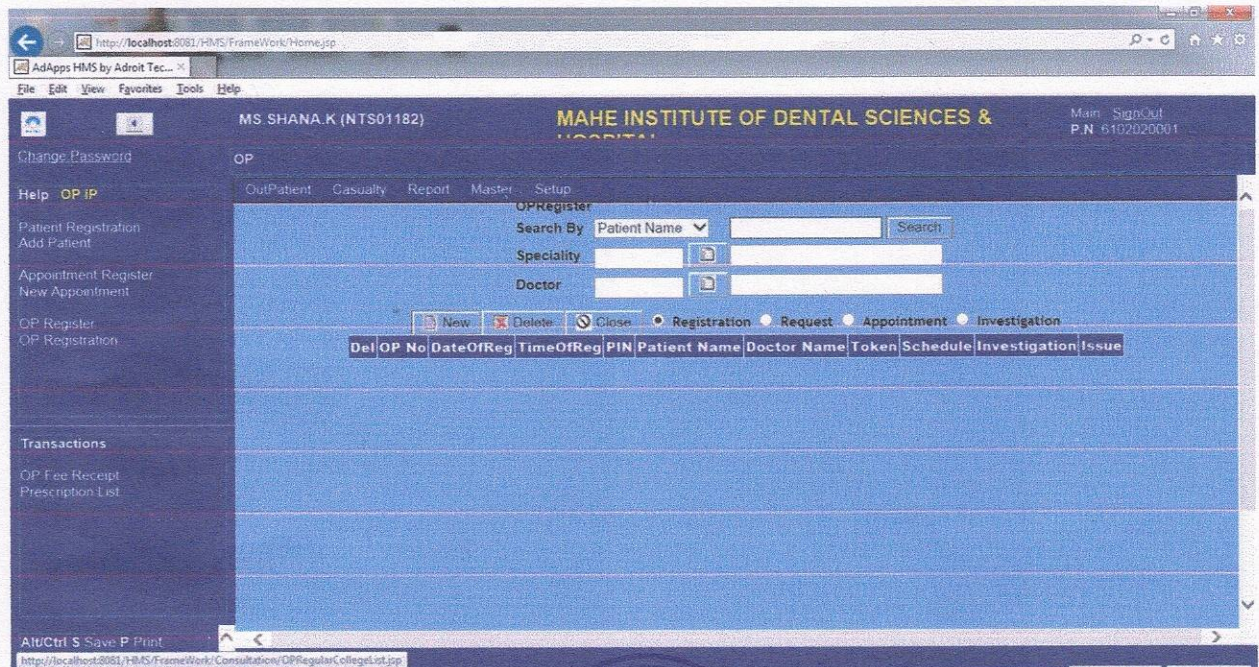 http://localhost:8081/HMS/FrameWork/Home.jsp
AdApps HMS by Adroit Tec...
File Edit View Favorites Tools Help
MS.SHANA.K (NTS01182)
MAHE INSTITUTE OF DENTAL SCIENCES &
HOSPITAL
Main SignOut
P.N 6102020001
Change Password
OP
Help OP IP
OutPatient Casualty Report Master Setup
OPRegister
Patient Registration
Add Patient
Search By Patient Name Search
Speciality
Appointment Register
New Appointment
Doctor
OP Register
OP Registration
New Delete Close Registration Request Appointment Investigation
Del OP No DateOfReg TimeOfReg PIN Patient Name Doctor Name Token Schedule Investigation Issue
Transactions
OP Fee Receipt
Prescription List
Alt/Ctrl S Save P Print
http://localhost:8081/HMS/FrameWork/Consultation/OPRegularCollegeList.jsp